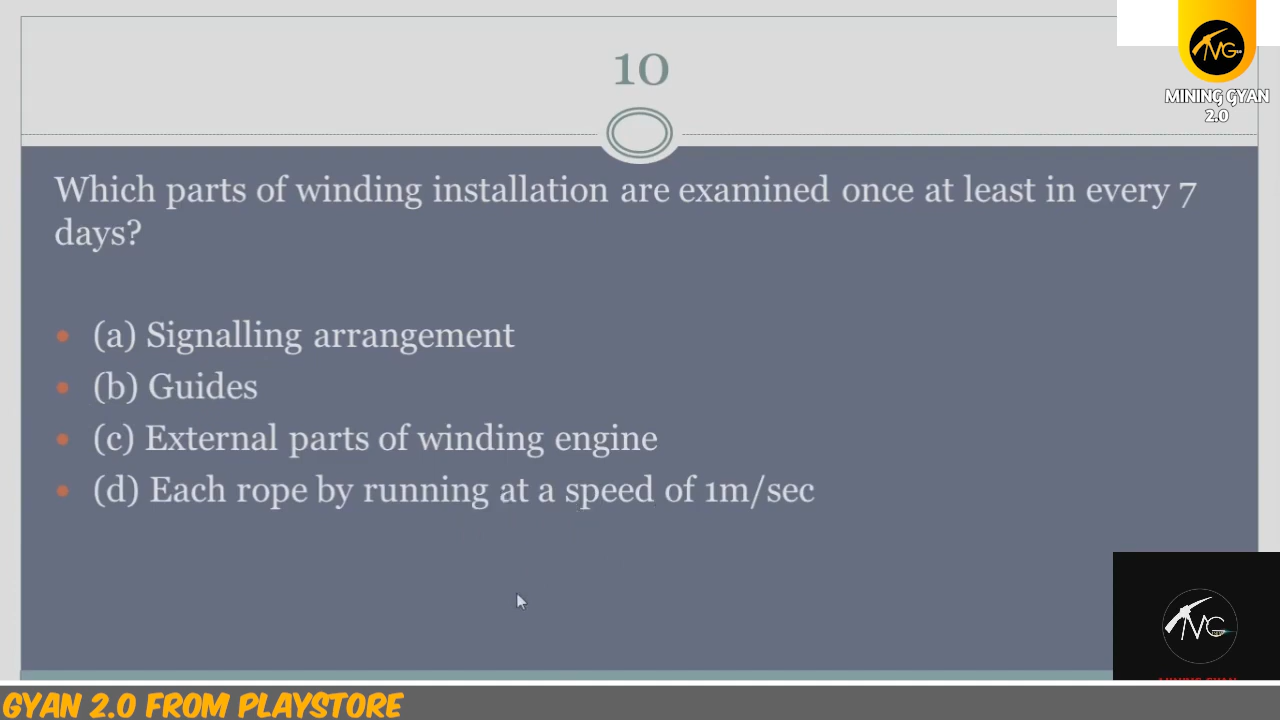 10
MINING GYAN
2.0
Which parts of winding installation are examined once at least in every 7
days?
(a) Signalling arrangement
(b) Guides
(c) External parts of winding engine
(d) Each rope by running at a speed of 1m/sec
GYAN 2.0 FROM PLAYSTORE